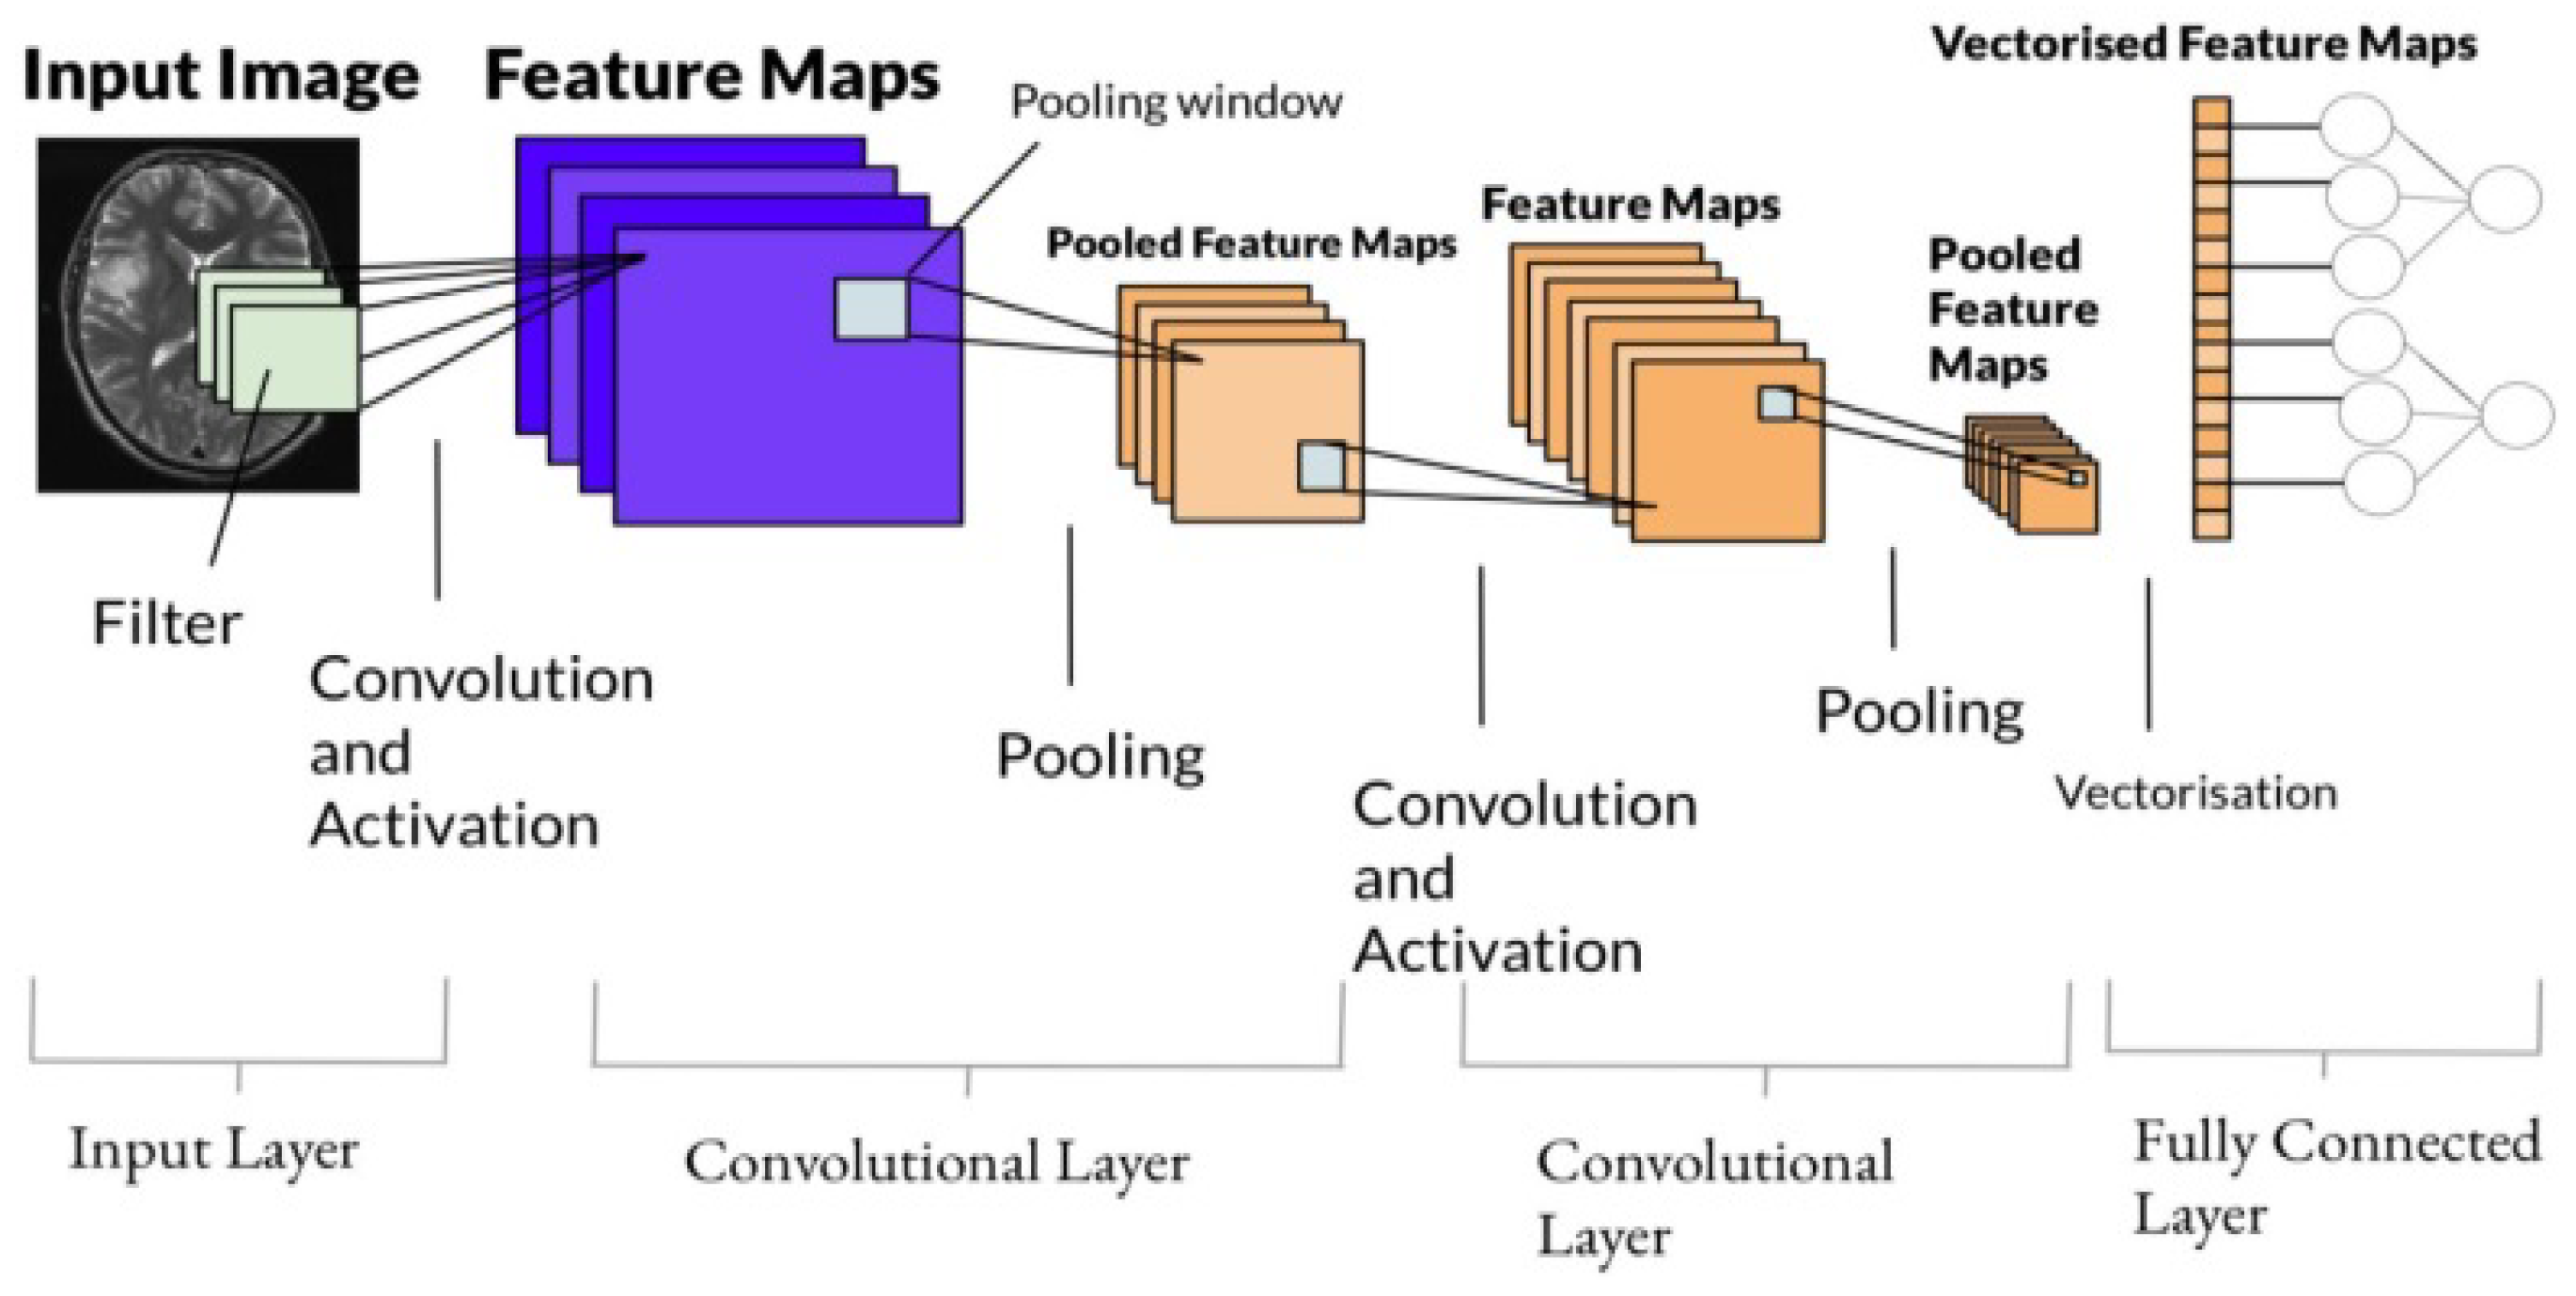 Input Image
Feature Maps
Pooling window
Pooled Feature Maps
Feature Maps
Pooled
Feature
Maps
Vectorised Feature Maps
Filter
Convolution
and
Activation
Pooling
Convolution
and
Activation
Pooling
Vectorisation
Input Layer
Convolutional Layer
Convolutional
Layer
Fully Connected
Layer